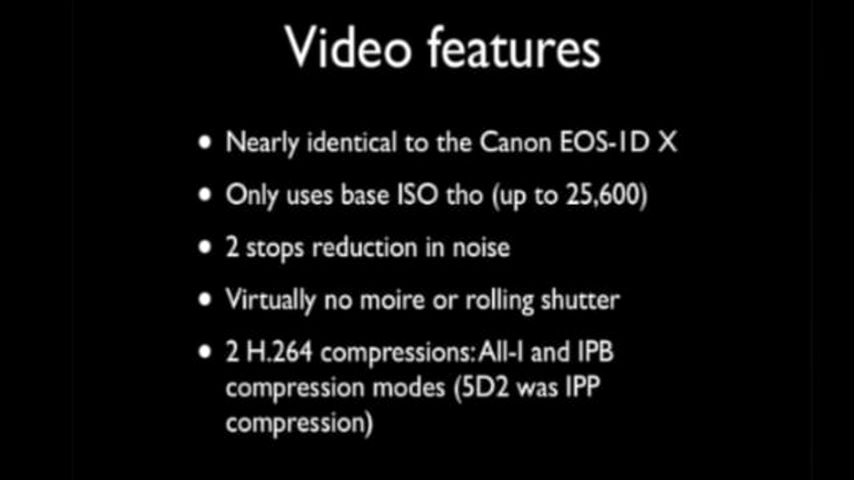 Video features
• Nearly identical to the Canon EOS-1D X
• Only uses base ISO tho (up to 25,600)
• 2 stops reduction in noise
• Virtually no moire or rolling shutter
• 2 H.264 compressions: All-I and IPB
compression modes (5D2 was IPP
compression)